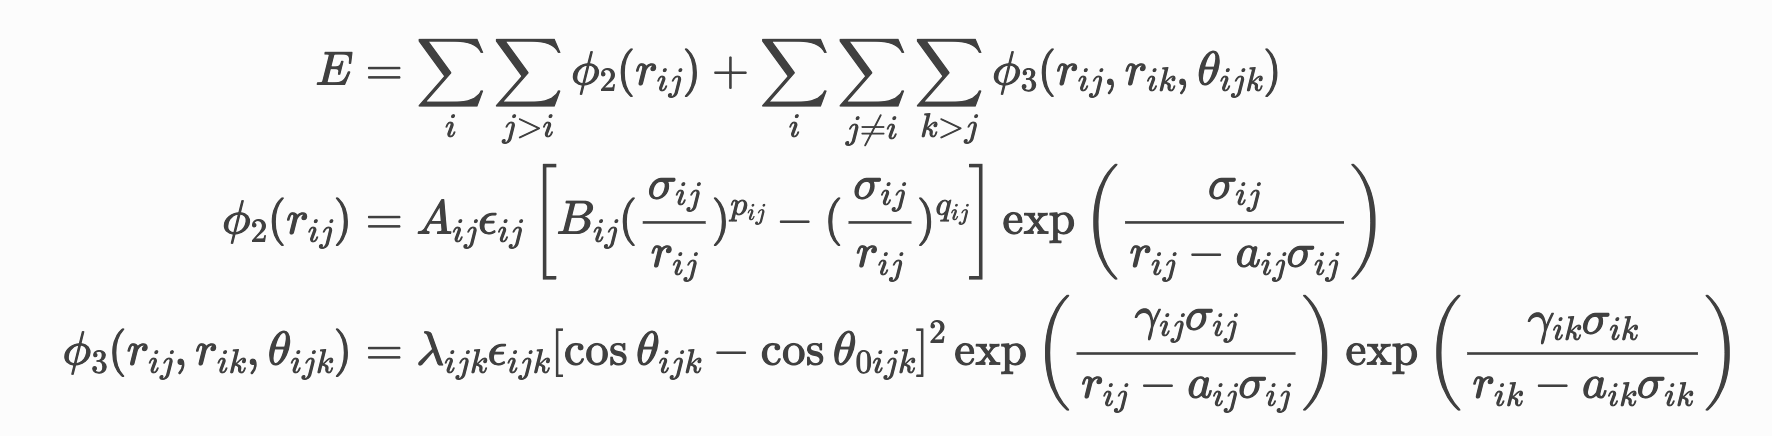 E = \sum_{i} \sum_{j>i} \phi_2(r_{ij}) + \sum_{i} \sum_{j \neq i} \sum_{k>j} \phi_3(r_{ij}, r_{ik}, \theta_{ijk})
\phi_2(r_{ij}) = A_{ij} \epsilon_{ij} \left[ B_{ij} (\frac{\sigma_{ij}}{r_{ij}})^{p_{ij}} - (\frac{\sigma_{ij}}{r_{ij}})^{q_{ij}} \right] \exp \left( \frac{\sigma_{ij}}{r_{ij} - a_{ij} \sigma_{ij}} \right)
\phi_3(r_{ij}, r_{ik}, \theta_{ijk}) = \lambda_{ijk} \epsilon_{ijk} [\cos \theta_{ijk} - \cos \theta_{0ijk}]^2 \exp \left( \frac{\gamma_{ij} \sigma_{ij}}{r_{ij} - a_{ij} \sigma_{ij}} \right) \exp \left( \frac{\gamma_{ik} \sigma_{ik}}{r_{ik} - a_{ik} \sigma_{ik}} \right)